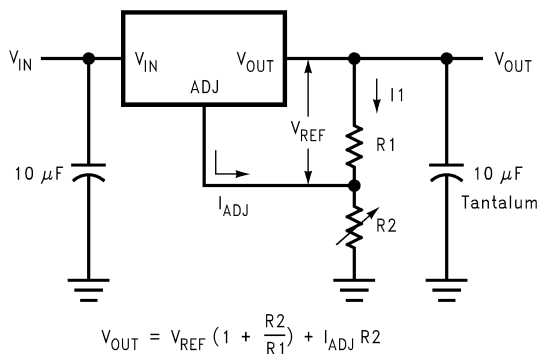 V_IN
V_IN
V_OUT
ADJ
V_OUT
I1
V_REF
R1
10 μF
10 μF
Tantalum
I_ADJ
R2
V_OUT = V_REF (1 + R2/R1) + I_ADJ R2